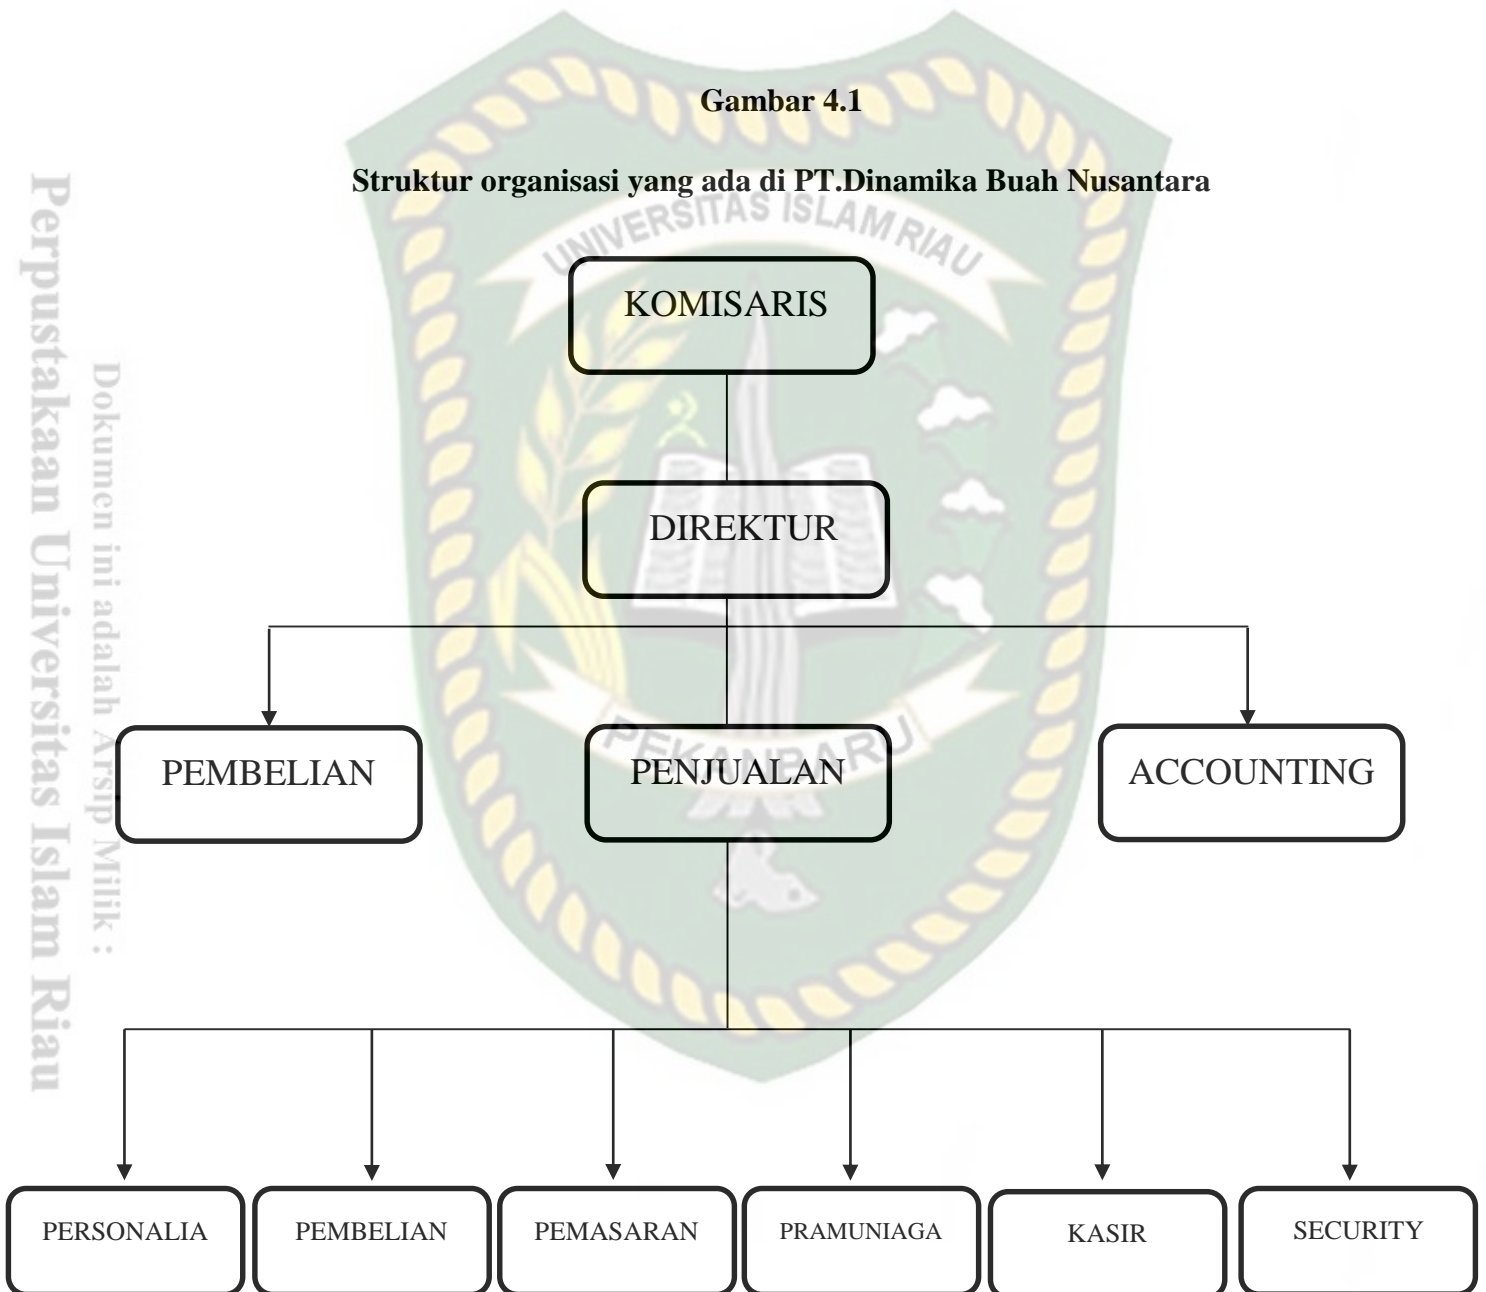 Gambar 4.1
Struktur organisasi yang ada di PT.Dinamika Buah Nusantara
UNIVERSITAS ISLAM RIAU
KOMISARIS
DIREKTUR
PEMBELIAN
PENJUALAN
ACCOUNTING
PEKANBARU
PERSONALIA
PEMBELIAN
PEMASARAN
PRAMUNIAGA
KASIR
SECURITY
Dokumen ini adalah Arsip Milik :
Perpustakaan Universitas Islam Riau